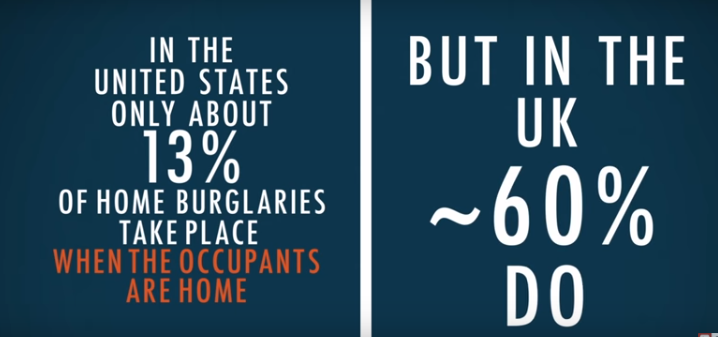 IN THE
UNITED STATES
ONLY ABOUT
13%
OF HOME BURGLARIES
TAKE PLACE
WHEN THE OCCUPANTS
ARE HOME
BUT IN THE
UK
~60%
DO